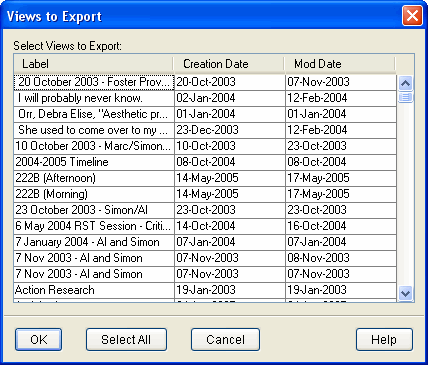 Views to Export
Select Views to Export:
Label Creation Date Mod Date
20 October 2003 - Foster Prov... 20-Oct-2003 07-Nov-2003
I will probably never know. 02-Jan-2004 12-Feb-2004
Orr, Debra Elise, "Aesthetic pr... 01-Jan-2004 01-Jan-2004
She used to come over to my ... 23-Dec-2003 12-Feb-2004
10 October 2003 - Marc/Simon... 10-Oct-2003 23-Oct-2003
2004-2005 Timeline 08-Oct-2004 08-Oct-2004
222B (Afternoon) 14-May-2005 17-May-2005
222B (Morning) 14-May-2005 17-May-2005
23 October 2003 - Simon/Al 23-Oct-2003 23-Oct-2003
6 May 2004 RST Session - Criti... 14-Oct-2004 16-Oct-2004
7 January 2004 - Al and Simon 07-Jan-2004 07-Jan-2004
7 Nov 2003 - Al and Simon 07-Nov-2003 08-Nov-2003
7 Nov 2003 - Al and Simon 07-Nov-2003 07-Nov-2003
Action Research 19-Jan-2003 19-Jan-2003
OK Select All Cancel Help